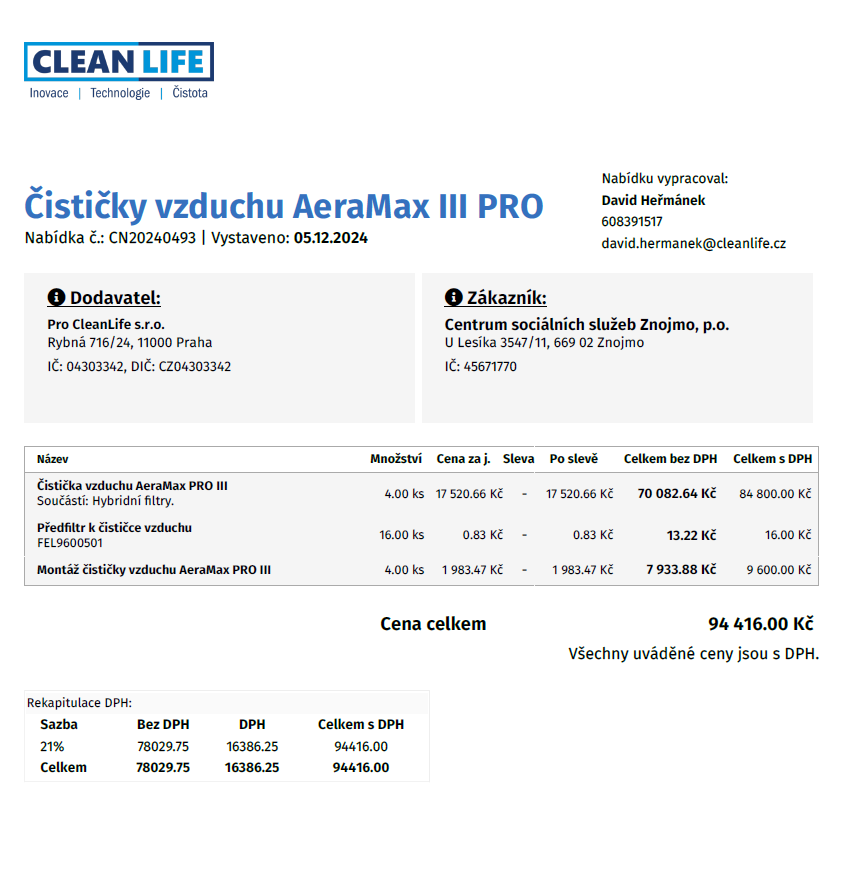 CLEAN LIFE
Inovace | Technologie | Čistota
Nabídku vypracoval:
David Heřmánek
608391517
david.hermanek@cleanlife.cz
Čističky vzduchu AeraMax III PRO
Nabídka č.: CN20240493 | Vystaveno: 05.12.2024
Dodavatel:
Pro CleanLife s.r.o.
Rybná 716/24, 11000 Praha
IČ: 04303342, DIČ: CZ04303342
Zákazník:
Centrum sociálních služeb Znojmo, p.o.
U Lesíka 3547/11, 669 02 Znojmo
IČ: 45671770
Název Množství Cena za j. Sleva Po slevě Celkem bez DPH Celkem s DPH
Čistička vzduchu AeraMax PRO III
Součástí: Hybridní filtry.
4.00 ks 17 520.66 Kč - 17 520.66 Kč 70 082.64 Kč 84 800.00 Kč
Předfiltr k čističce vzduchu
FEL9600501
16.00 ks 0.83 Kč - 0.83 Kč 13.22 Kč 16.00 Kč
Montáž čističky vzduchu AeraMax PRO III 4.00 ks 1 983.47 Kč - 1 983.47 Kč 7 933.88 Kč 9 600.00 Kč
Cena celkem 94 416.00 Kč
Všechny uváděné ceny jsou s DPH.
Rekapitulace DPH:
Sazba Bez DPH DPH Celkem s DPH
21% 78029.75 16386.25 94416.00
Celkem 78029.75 16386.25 94416.00